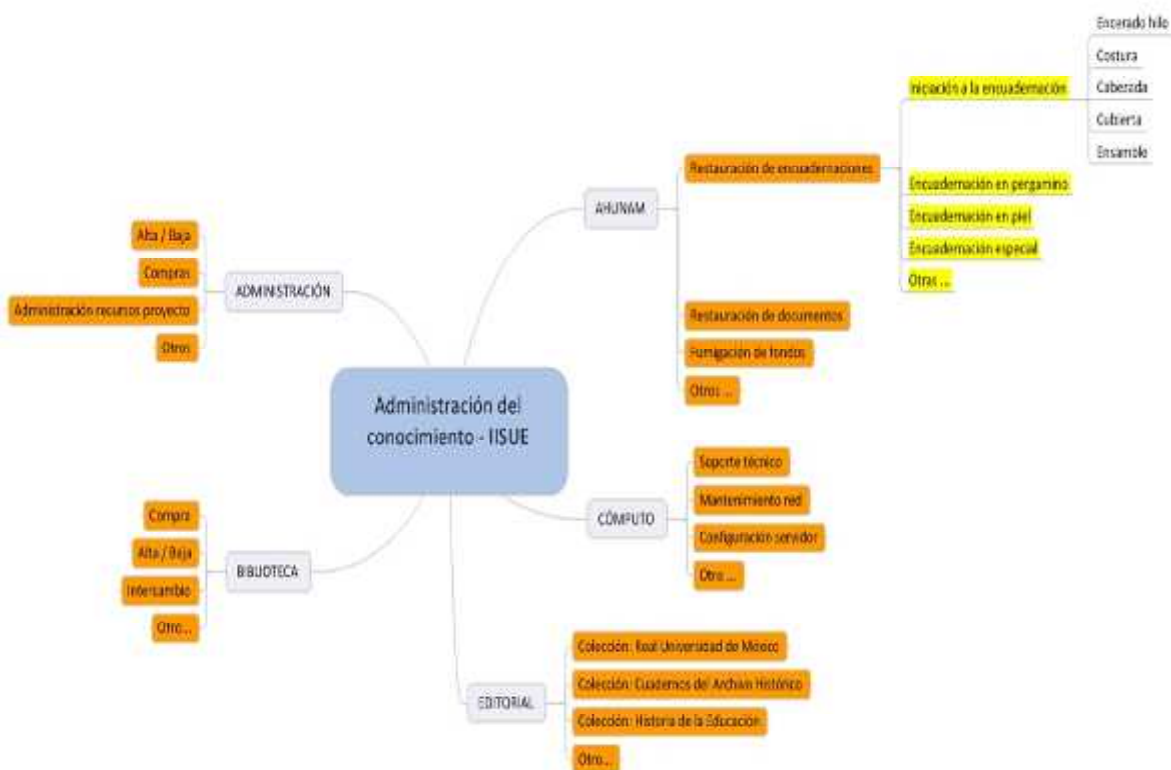 Administración del
conocimiento - IISUE
AHUNAM
Restauración de encuadernaciones
Iniciación a la encuadernación
Encerado hilo
Costura
Cabezada
Cubierta
Ensamble
Encuadernación en pergamino
Encuadernación en piel
Encuadernación especial
Otras ...
Restauración de documentos
Fumigación de fondos
Otros ...
CÓMPUTO
Soporte técnico
Mantenimiento red
Configuración servidor
Otro ...
EDITORIAL
Colección: Real Universidad de México
Colección: Cuadernos del Archivo Histórico
Colección: Historia de la Educación
Otro...
BIBLIOTECA
Compra
Alta / Baja
Intercambio
Otro...
ADMINISTRACIÓN
Alta / Baja
Compras
Administración recursos proyecto
Otros